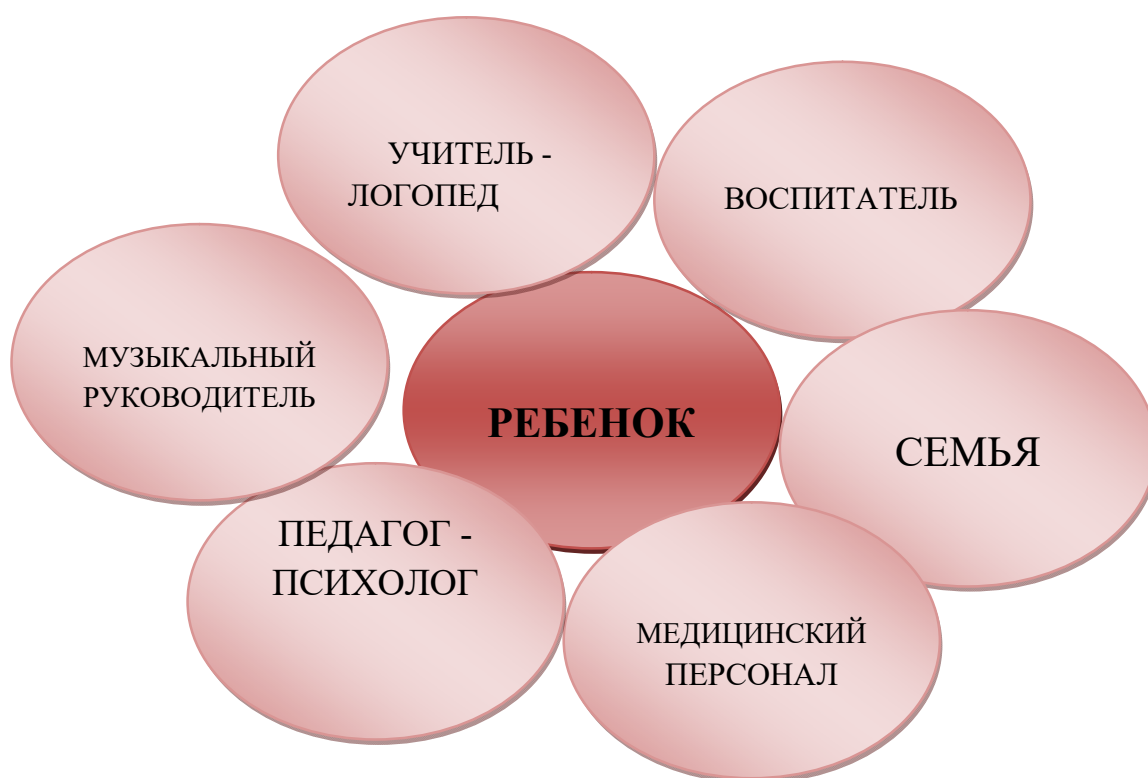 УЧИТЕЛЬ -
ЛОГОПЕД
ВОСПИТАТЕЛЬ
МУЗЫКАЛЬНЫЙ
РУКОВОДИТЕЛЬ
РЕБЕНОК
СЕМЬЯ
ПЕДАГОГ -
ПСИХОЛОГ
МЕДИЦИНСКИЙ
ПЕРСОНАЛ